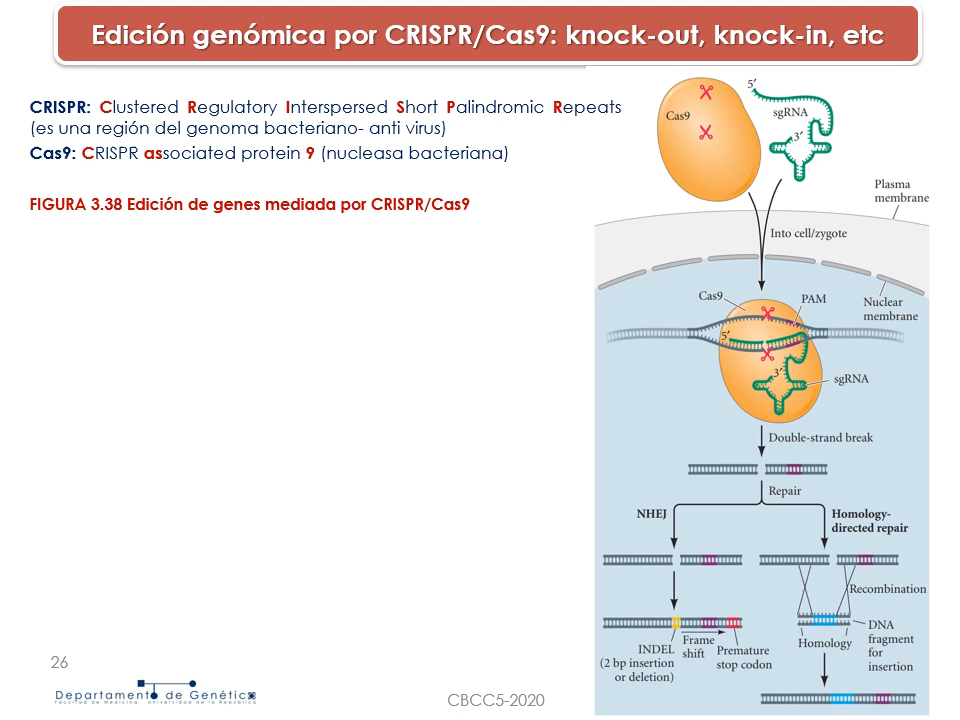 Edición genómica por CRISPR/Cas9: knock-out, knock-in, etc
CRISPR: Clustered Regulatory Interspersed Short Palindromic Repeats
(es una región del genoma bacteriano- anti virus)
Cas9: CRISPR associated protein 9 (nucleasa bacteriana)
FIGURA 3.38 Edición de genes mediada por CRISPR/Cas9
5′
Cas9
sgRNA
3′
Plasma
membrane
Into cell/zygote
Cas9
PAM
Nuclear
membrane
5′
3′
sgRNA
Double-strand break
Repair
NHEJ
Homology-
directed repair
Recombination
INDEL
(2 bp insertion
or deletion)
Frame
shift
Premature
stop codon
Homology
DNA
fragment
for
insertion
26
Departamento de Genética
Facultad de Medicina Universidad de la República
CBCC5-2020